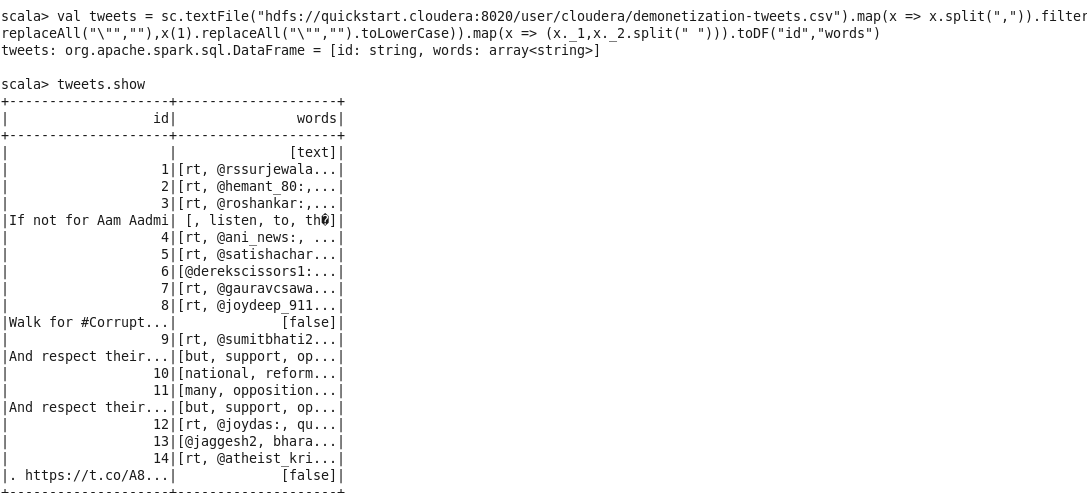 scala> val tweets = sc.textFile("hdfs://quickstart.cloudera:8020/user/cloudera/demonetization-tweets.csv").map(x => x.split(",")).filter
replaceAll("\"",""),x(1).replaceAll("\"","").toLowerCase)).map(x => (x._1,x._2.split(" "))).toDF("id","words")
tweets: org.apache.spark.sql.DataFrame = [id: string, words: array<string>]
scala> tweets.show
+--------------------+--------------------+
|                  id|               words|
+--------------------+--------------------+
|                    |              [text]|
|                   1|[rt, @rssurjewala...|
|                   2|[rt, @hemant_80:,...|
|                   3|[rt, @roshankar:,...|
|If not for Aam Aadmi| [, listen, to, th�]|
|                   4|[rt, @ani_news:, ...|
|                   5|[rt, @satishachar...|
|                   6|[@derekscissors1:...|
|                   7|[rt, @gauravcsawa...|
|                   8|[rt, @joydeep_911...|
|Walk for #Corrupt...|             [false]|
|                   9|[rt, @sumitbhati2...|
|And respect their...|[but, support, op...|
|                  10|[national, reform...|
|                  11|[many, opposition...|
|And respect their...|[but, support, op...|
|                  12|[rt, @joydas:, qu...|
|                  13|[@jaggesh2, bhara...|
|                  14|[rt, @atheist_kri...|
|. https://t.co/A8...|             [false]|
+--------------------+--------------------+